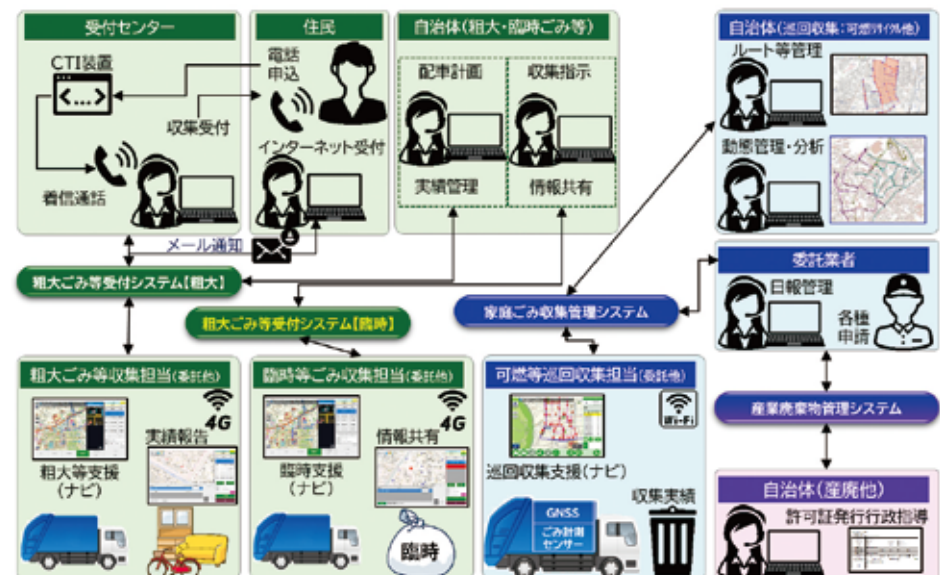 受付センター
CTI装置
着信通話
住民
電話
申込
収集受付
インターネット受付
メール通知
自治体(粗大・臨時ごみ等)
配車計画
収集指示
実績管理
情報共有
自治体(巡回収集:可燃リサイクル他)
ルート等管理
動態管理・分析
委託業者
日報管理
各種
申請
粗大ごみ等受付システム【粗大】
粗大ごみ等受付システム【臨時】
家庭ごみ収集管理システム
産業廃棄物管理システム
粗大ごみ等収集担当(委託他)
4G
実績報告
粗大等支援
(ナビ)
臨時等ごみ収集担当(委託他)
4G
情報共有
臨時支援
(ナビ)
臨時
可燃等巡回収集担当(委託他)
Wi-Fi
巡回収集支援(ナビ)
収集実績
GNSS
ごみ計測
センサー
自治体(産廃他)
許可証発行行政指導